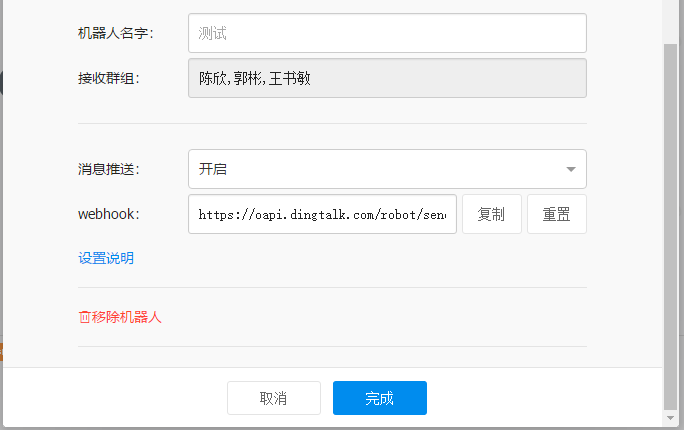 机器人名字： 测试
接收群组： 陈欣,郭彬,王书敏
消息推送： 开启
webhook： https://oapi.dingtalk.com/robot/sen 复制 重置
设置说明
移除机器人
取消 完成